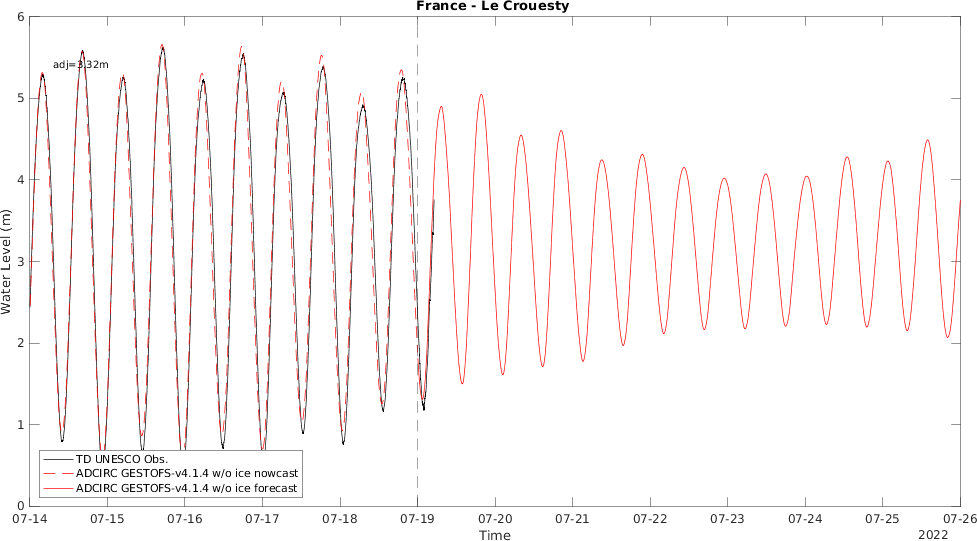 France - Le Crouesty
adj=3.32m
Water Level (m)
6
5
4
3
2
1
0
TD UNESCO Obs.
ADCIRC GESTOFS-v4.1.4 w/o ice nowcast
ADCIRC GESTOFS-v4.1.4 w/o ice forecast
07-14 07-15 07-16 07-17 07-18 07-19 07-20 07-21 07-22 07-23 07-24 07-25 07-26
Time
2022